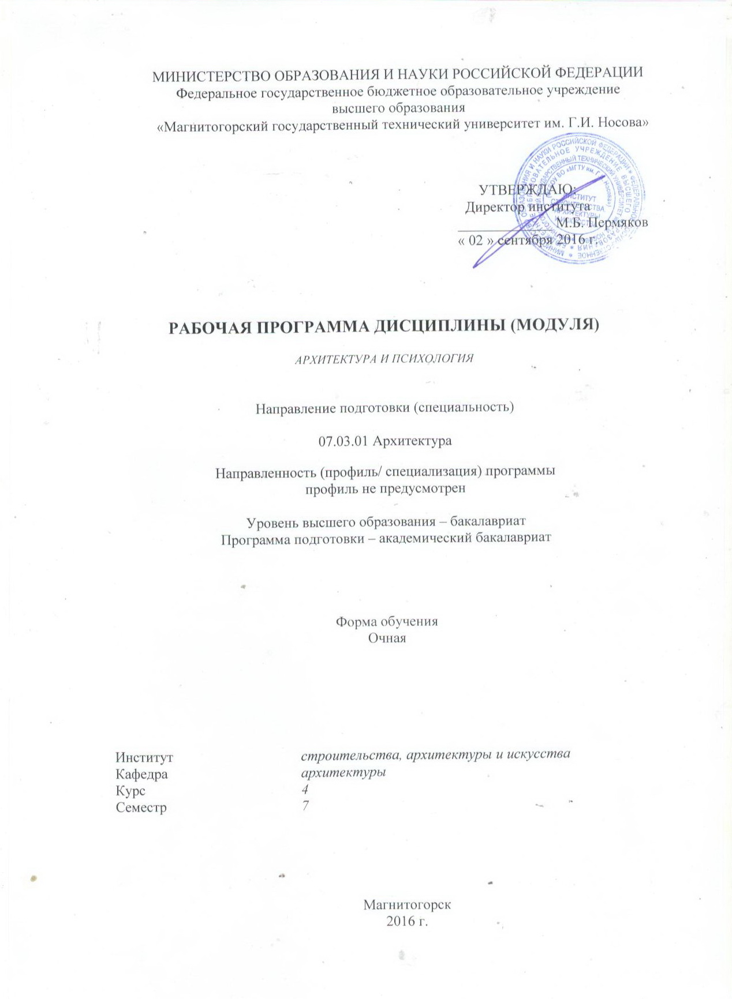 МИНИСТЕРСТВО ОБРАЗОВАНИЯ И НАУКИ РОССИЙСКОЙ ФЕДЕРАЦИИ
Федеральное государственное бюджетное образовательное учреждение
высшего образования
«Магнитогорский государственный технический университет им. Г.И. Носова»
УТВЕРЖДАЮ:
Директор института
М.Б. Пермяков
« 02 » сентября 2016 г.
РАБОЧАЯ ПРОГРАММА ДИСЦИПЛИНЫ (МОДУЛЯ)
АРХИТЕКТУРА И ПСИХОЛОГИЯ
Направление подготовки (специальность)
07.03.01 Архитектура
Направленность (профиль/ специализация) программы
профиль не предусмотрен
Уровень высшего образования – бакалавриат
Программа подготовки – академический бакалавриат
Форма обучения
Очная
Институт строительства, архитектуры и искусства
Кафедра архитектуры
Курс 4
Семестр 7
Магнитогорск
2016 г.